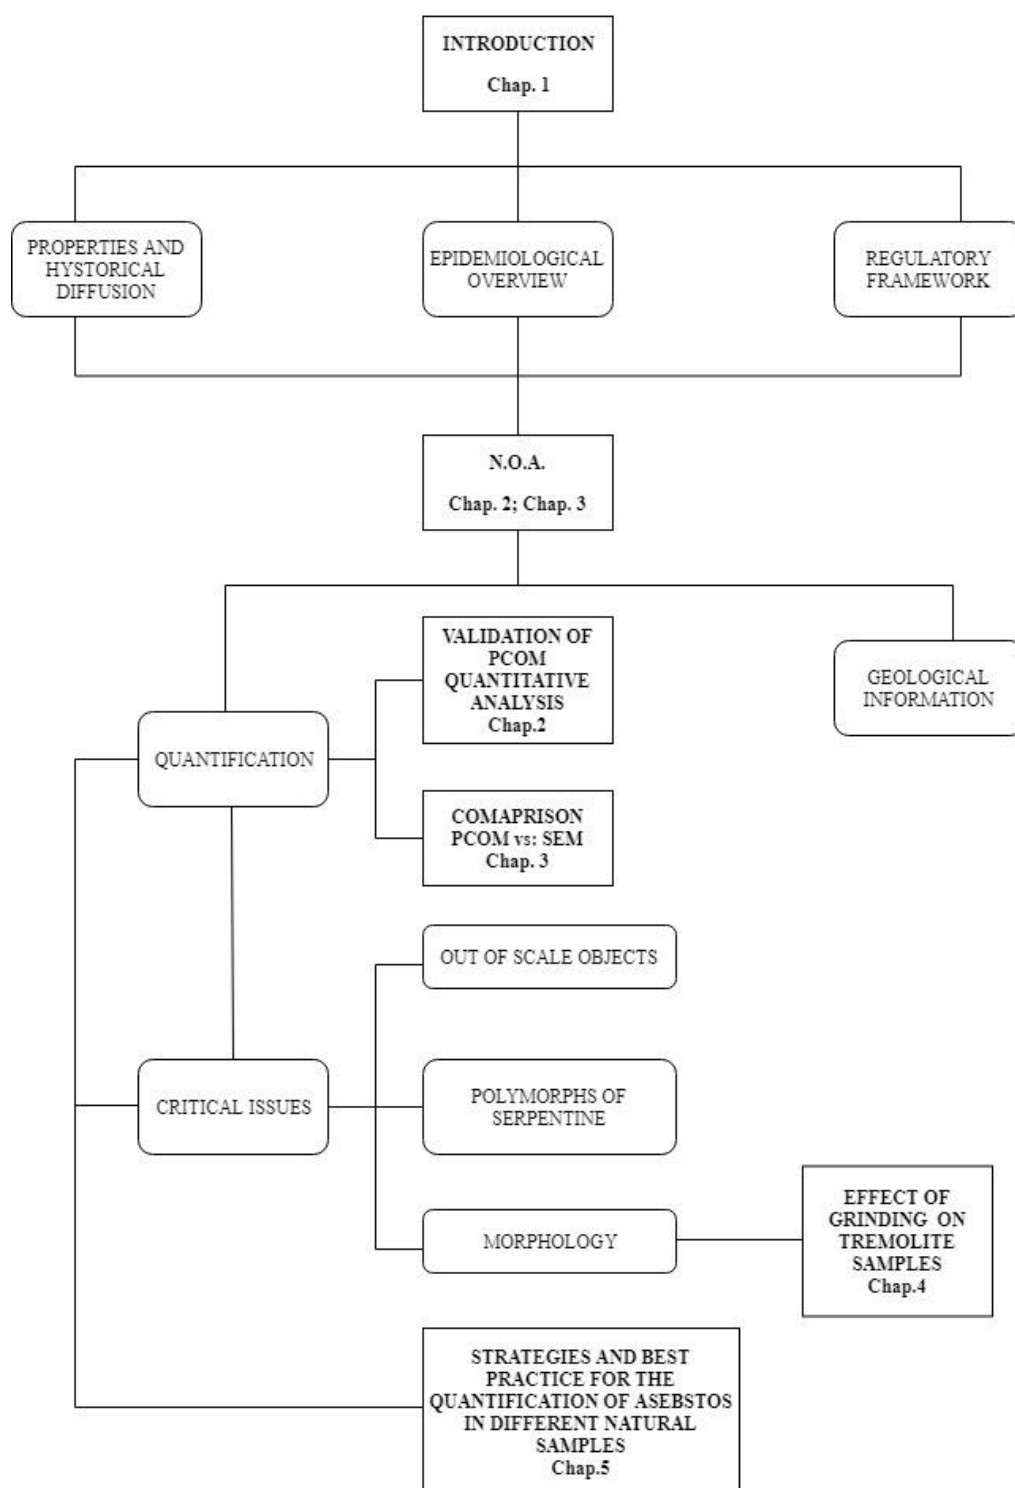 INTRODUCTION
Chap. 1
PROPERTIES AND
HYSTORICAL
DIFFUSION
EPIDEMIOLOGICAL
OVERVIEW
REGULATORY
FRAMEWORK
N.O.A.
Chap. 2; Chap. 3
VALIDATION OF
PCOM
QUANTITATIVE
ANALYSIS
Chap.2
GEOLOGICAL
INFORMATION
QUANTIFICATION
COMAPRISON
PCOM vs: SEM
Chap. 3
OUT OF SCALE OBJECTS
CRITICAL ISSUES
POLYMORPHS OF
SERPENTINE
MORPHOLOGY
EFFECT OF
GRINDING ON
TREMOLITE
SAMPLES
Chap.4
STRATEGIES AND BEST
PRACTICE FOR THE
QUANTIFICATION OF ASEBSTOS
IN DIFFERENT NATURAL
SAMPLES
Chap.5